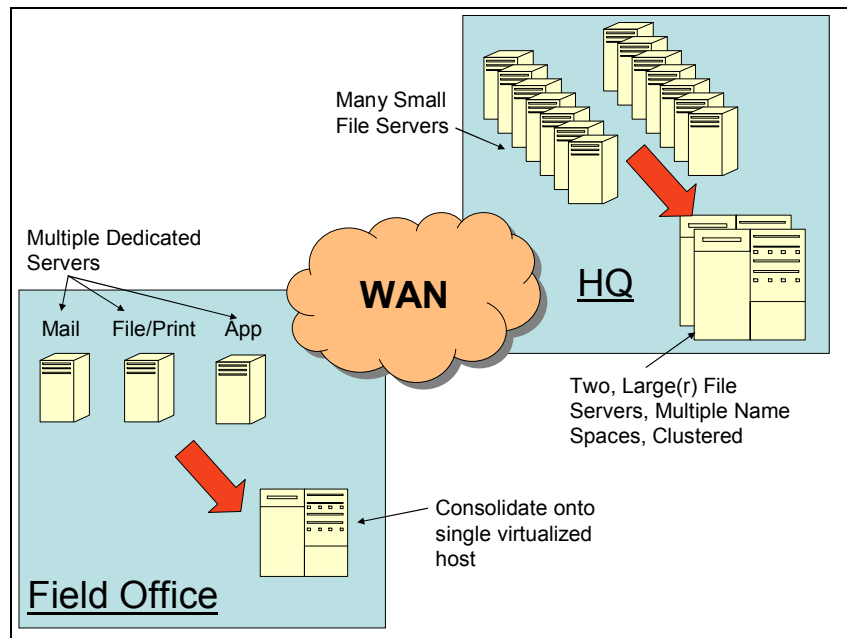 Many Small
File Servers
Multiple Dedicated
Servers
WAN
HQ
Mail
File/Print
App
Two, Large(r) File
Servers, Multiple Name
Spaces, Clustered
Consolidate onto
single virtualized
host
Field Office